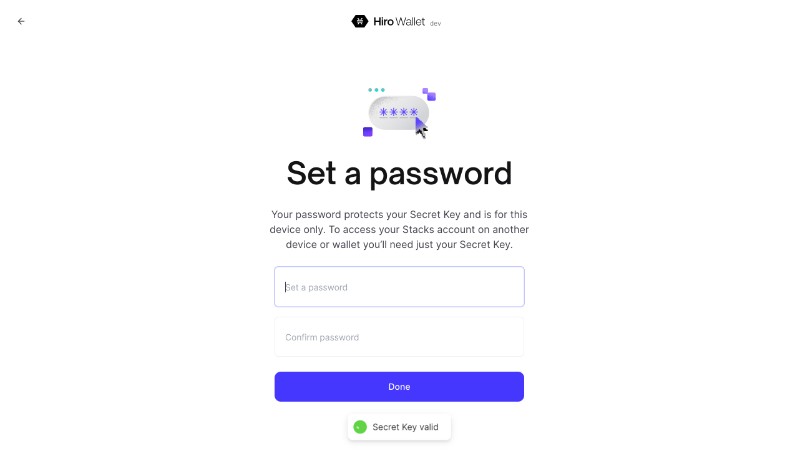 Hiro Wallet dev
Set a password
Your password protects your Secret Key and is for this
device only. To access your Stacks account on another
device or wallet you'll need just your Secret Key.
Set a password
Confirm password
Done
Secret Key valid